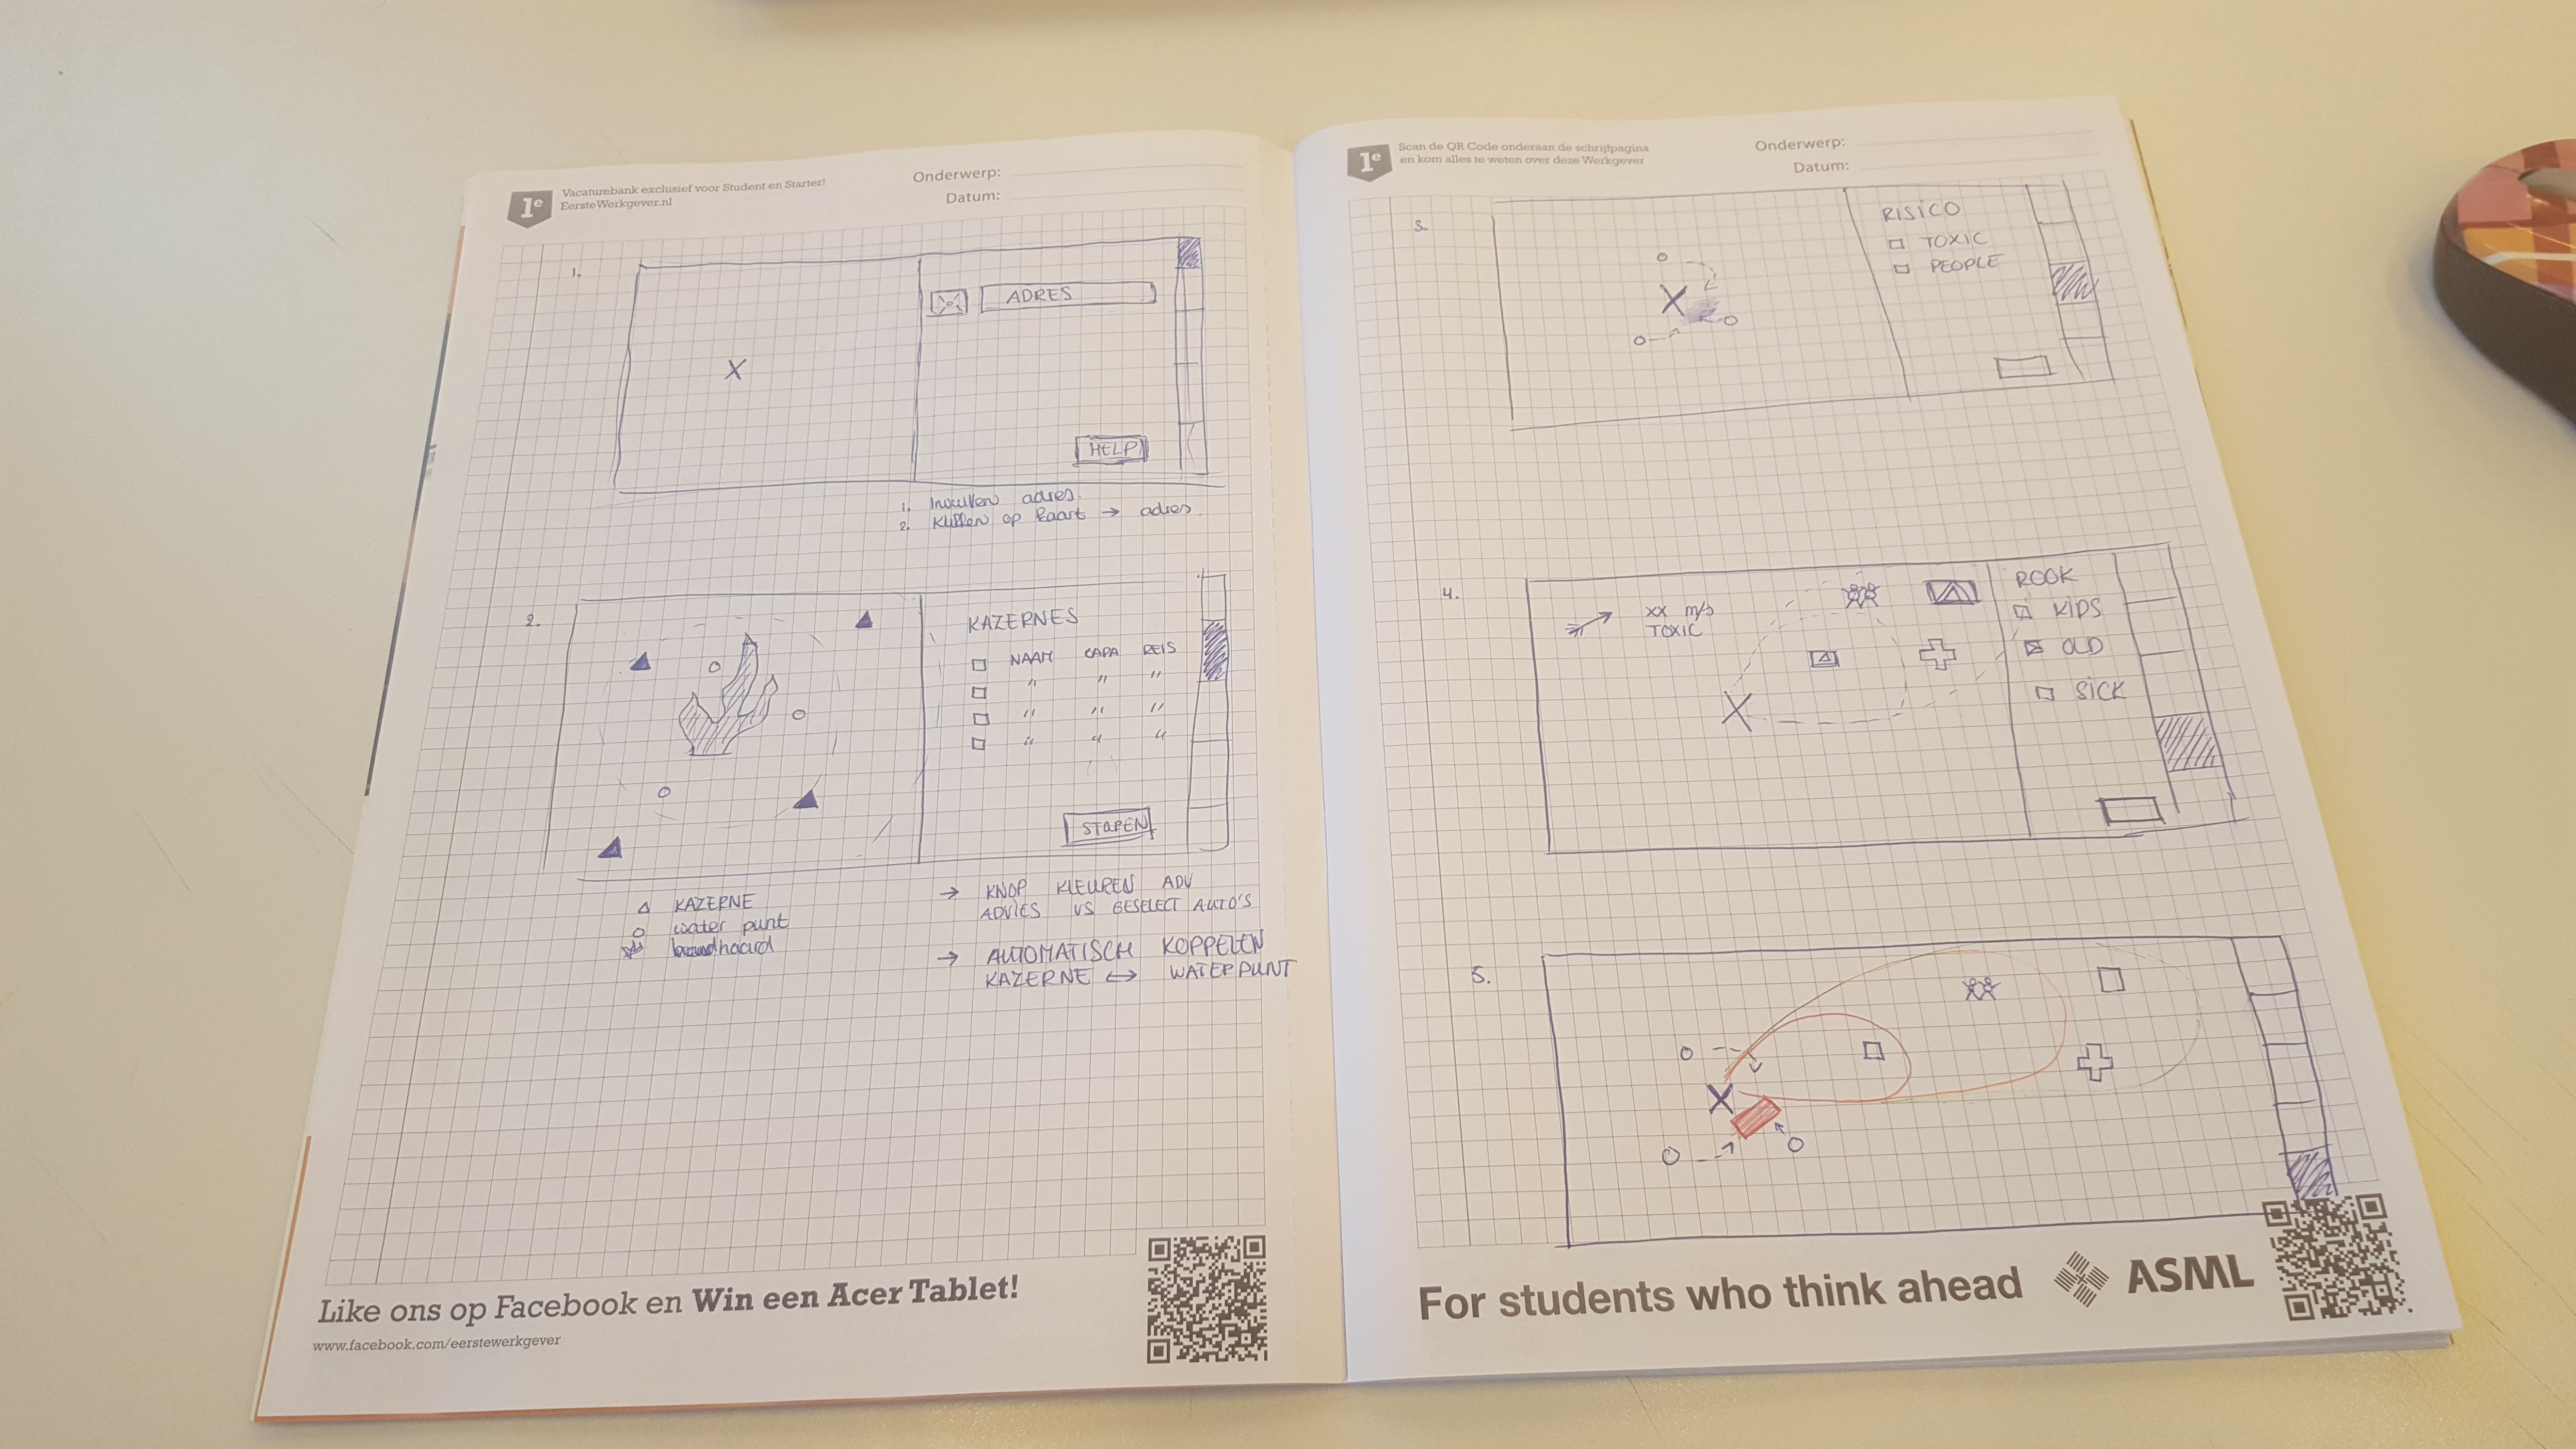 1e
Vacaturebank exclusief voor Student en Starter!
EersteWerkgever.nl
Onderwerp:
Datum:
1.
X
ADRES
HELP
1. Invullen adres
2. Klikken op kaart → adres
2.
KAZERNES
NAAM CAPA REIS
" " "
" " "
" " "
STAPEN
△ KAZERNE
○ water punt
brandhaard
→ KNOP KLEUREN ADV
ADVIES VS GESELECT AUTO'S
→ AUTOMATISCH KOPPELEN
KAZERNE ↔ WATERPUNT
Like ons op Facebook en Win een Acer Tablet!
www.facebook.com/eerstewerkgever
1e
Scan de QR Code onderaan de schrijfpagina
en kom alles te weten over deze Werkgever
Onderwerp:
Datum:
3.
X
RISICO
TOXIC
PEOPLE
4.
xx m/s
TOXIC
X
ROOK
KIDS
OLD
SICK
5.
X
For students who think ahead
ASML